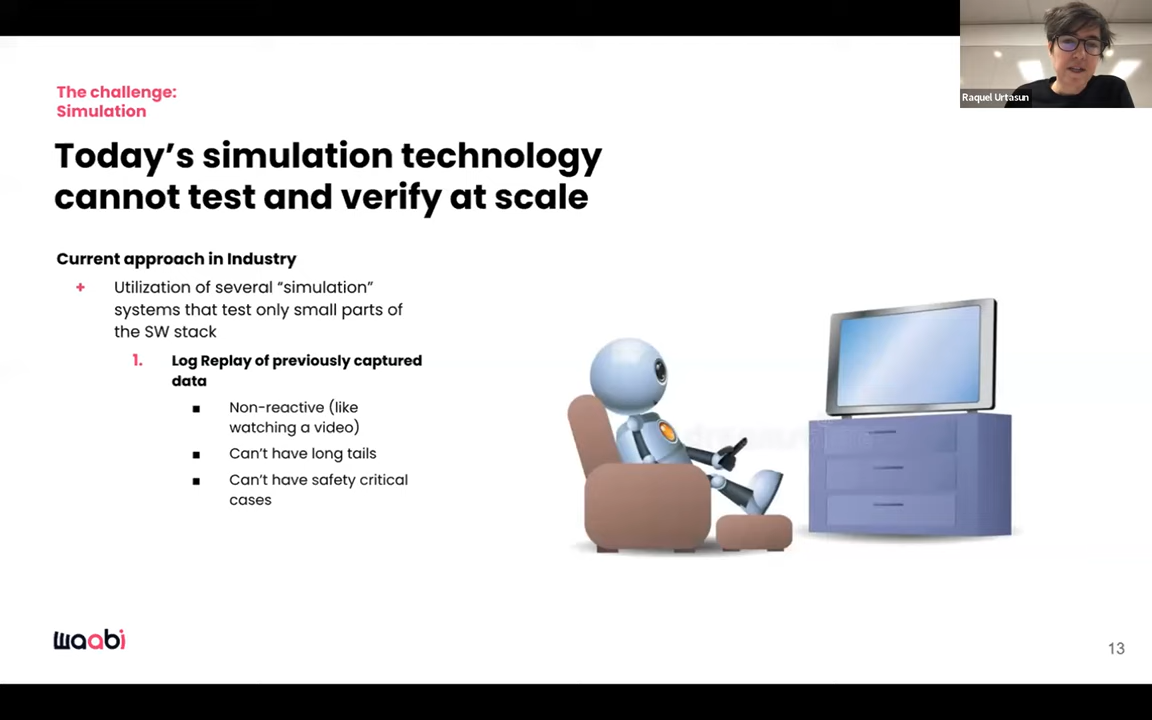 Raquel Urtasun
The challenge:
Simulation
Today’s simulation technology
cannot test and verify at scale
Current approach in Industry
+ Utilization of several “simulation”
systems that test only small parts of
the SW stack
1. Log Replay of previously captured
data
▪ Non-reactive (like
watching a video)
▪ Can’t have long tails
▪ Can’t have safety critical
cases
waabi
13